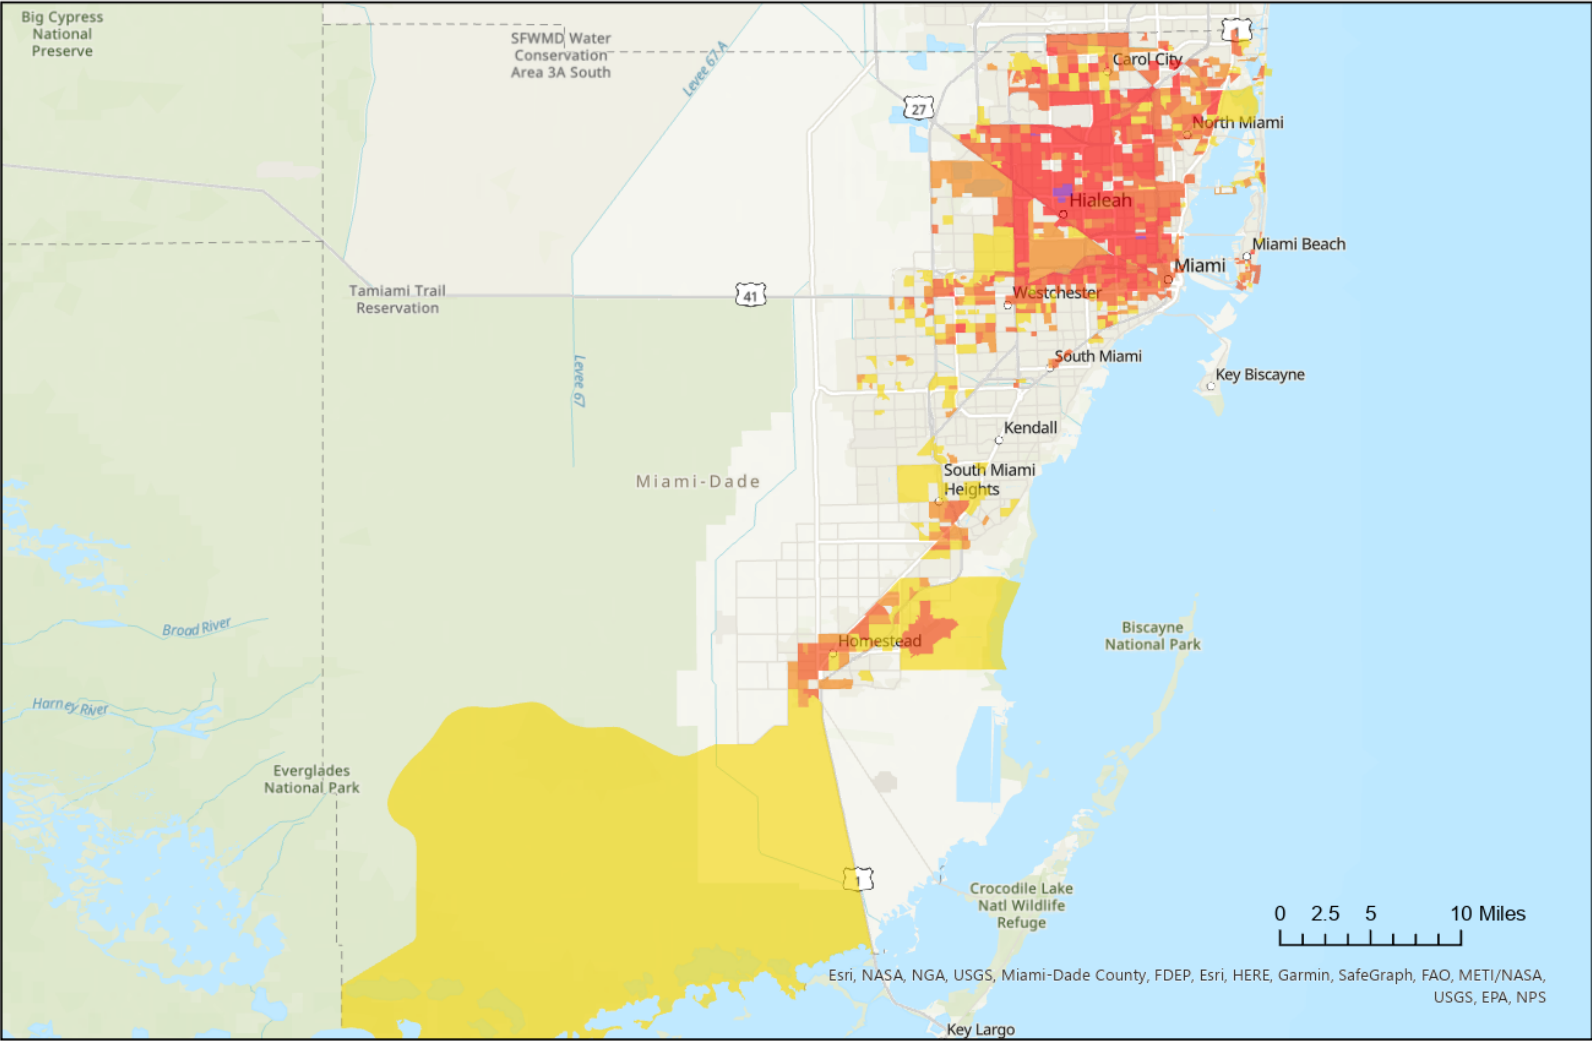 Big Cypress
National
Preserve
SFWMD Water
Conservation
Area 3A South
Levee 67 A
27
1
Carol City
North Miami
Hialeah
Miami Beach
Miami
Tamiami Trail
Reservation
41
Westchester
Levee 67
South Miami
Key Biscayne
Kendall
Miami-Dade
South Miami
Heights
Broad River
Biscayne
National Park
Homestead
Harney River
Everglades
National Park
1
Crocodile Lake
Natl Wildlife
Refuge
0 2.5 5 10 Miles
Esri, NASA, NGA, USGS, Miami-Dade County, FDEP, Esri, HERE, Garmin, SafeGraph, FAO, METI/NASA,
USGS, EPA, NPS
Key Largo